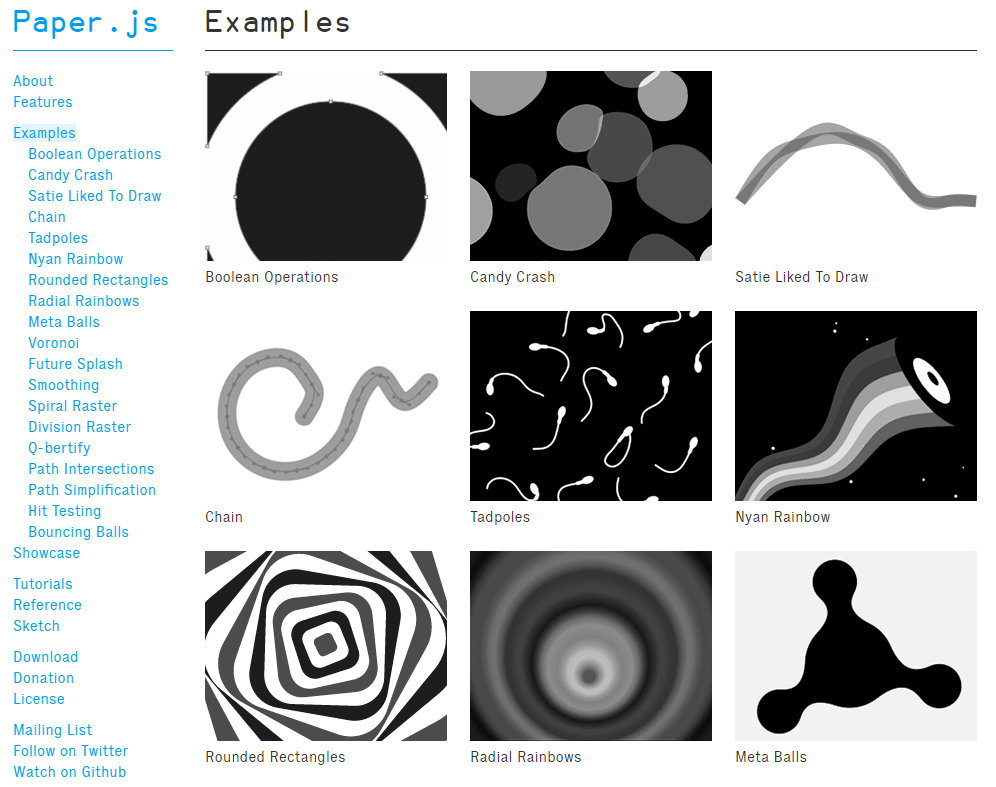 Paper.js
About
Features
Examples
Boolean Operations
Candy Crash
Satie Liked To Draw
Chain
Tadpoles
Nyan Rainbow
Rounded Rectangles
Radial Rainbows
Meta Balls
Voronoi
Future Splash
Smoothing
Spiral Raster
Division Raster
Q-bertify
Path Intersections
Path Simplification
Hit Testing
Bouncing Balls
Showcase
Tutorials
Reference
Sketch
Download
Donation
License
Mailing List
Follow on Twitter
Watch on Github
Examples
Boolean Operations
Candy Crash
Satie Liked To Draw
Chain
Tadpoles
Nyan Rainbow
Rounded Rectangles
Radial Rainbows
Meta Balls